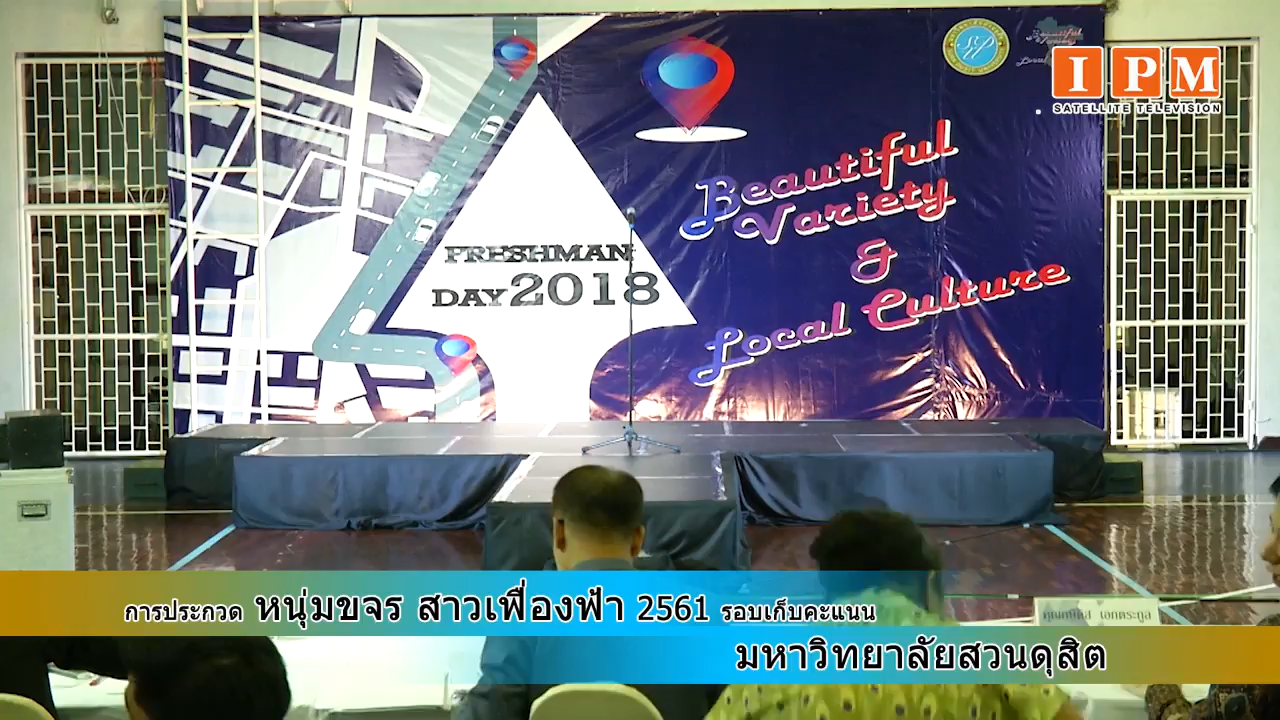 IPM
SATELLITE TELEVISION
Beautiful
Variety
&
Local Culture
FRESHMAN
DAY 2018
การประกวด หนุ่มขจร สาวเฟื่องฟ้า 2561 รอบเก็บคะแนน
มหาวิทยาลัยสวนดุสิต